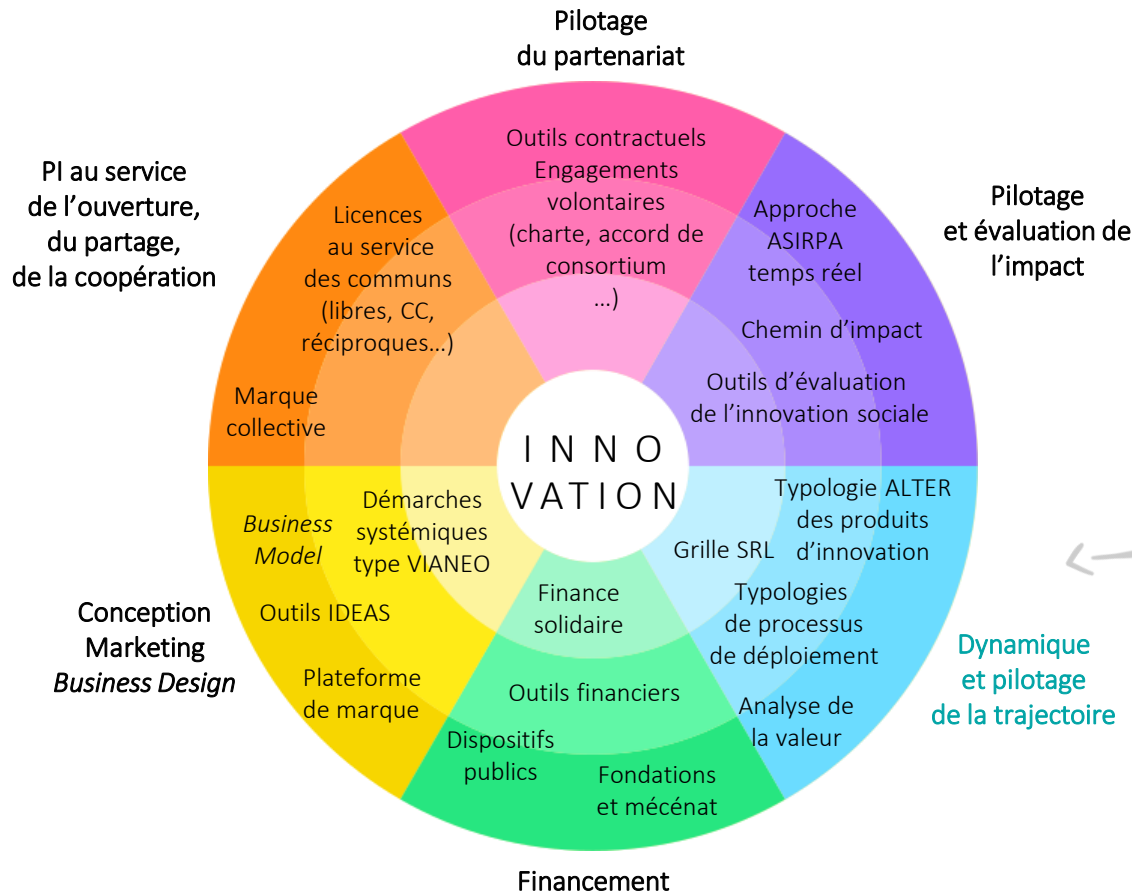 Pilotage
du partenariat
PI au service
de l’ouverture,
du partage,
de la coopération
Pilotage
et évaluation de
l’impact
Outils contractuels
Engagements
volontaires
(charte, accord de
consortium
...)
Licences
au service
des communs
(libres, CC,
réciproques…)
Marque
collective
Approche
ASIRPA
temps réel
Chemin d’impact
Outils d’évaluation
de l’innovation sociale
INNO
VATION
Business
Model
Démarches
systémiques
type VIANEO
Outils IDEAS
Plateforme
de marque
Conception
Marketing
Business Design
Finance
solidaire
Outils financiers
Dispositifs
publics
Fondations
et mécénat
Financement
Typologie ALTER
des produits
d’innovation
Grille SRL
Typologies
de processus
de déploiement
Analyse de
la valeur
Dynamique
et pilotage
de la trajectoire